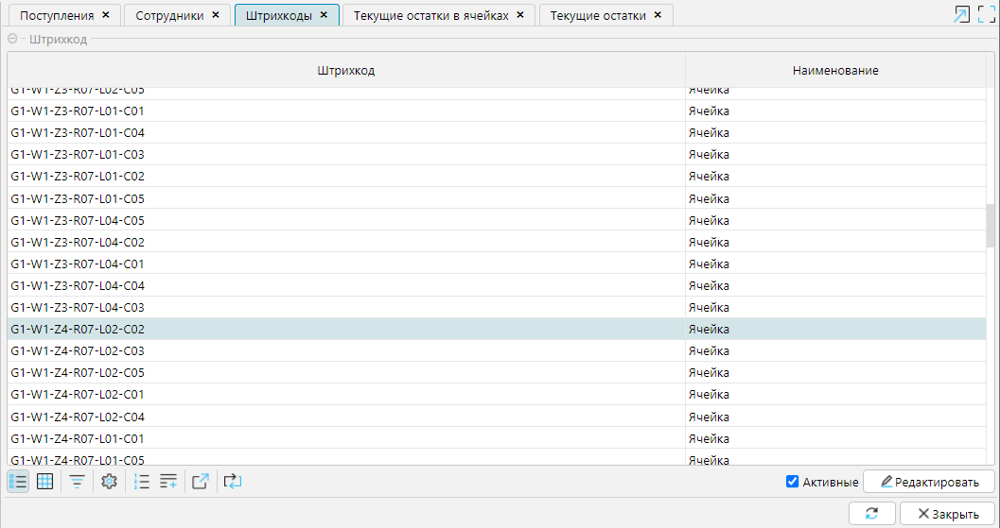 Поступления × Сотрудники × Штрихкоды × Текущие остатки в ячейках × Текущие остатки ×
Штрихкод
Штрихкод Наименование
G1-W1-Z3-R07-L02-C05 Ячейка
G1-W1-Z3-R07-L01-C01 Ячейка
G1-W1-Z3-R07-L01-C04 Ячейка
G1-W1-Z3-R07-L01-C03 Ячейка
G1-W1-Z3-R07-L01-C02 Ячейка
G1-W1-Z3-R07-L01-C05 Ячейка
G1-W1-Z3-R07-L04-C05 Ячейка
G1-W1-Z3-R07-L04-C02 Ячейка
G1-W1-Z3-R07-L04-C01 Ячейка
G1-W1-Z3-R07-L04-C04 Ячейка
G1-W1-Z3-R07-L04-C03 Ячейка
G1-W1-Z4-R07-L02-C02 Ячейка
G1-W1-Z4-R07-L02-C03 Ячейка
G1-W1-Z4-R07-L02-C05 Ячейка
G1-W1-Z4-R07-L02-C01 Ячейка
G1-W1-Z4-R07-L02-C04 Ячейка
G1-W1-Z4-R07-L01-C01 Ячейка
G1-W1-Z4-R07-L01-C05 Ячейка
Активные Редактировать
Закрыть